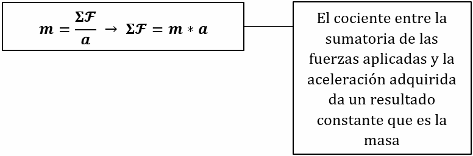 m = ΣF/a → ΣF = m * a
El cociente entre la
sumatoria de las
fuerzas aplicadas y la
aceleración adquirida
da un resultado
constante que es la
masa